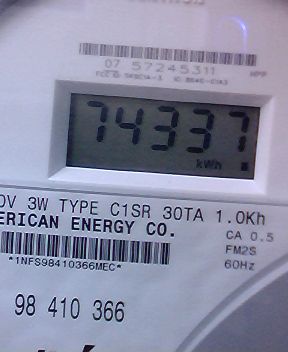 07 57245311
74337
kWh
0V 3W TYPE C1SR 30TA 1.0Kh
ERICAN ENERGY CO.
CA 0.5
FM2S
*1NFS98410366MEC*
60Hz
98 410 366